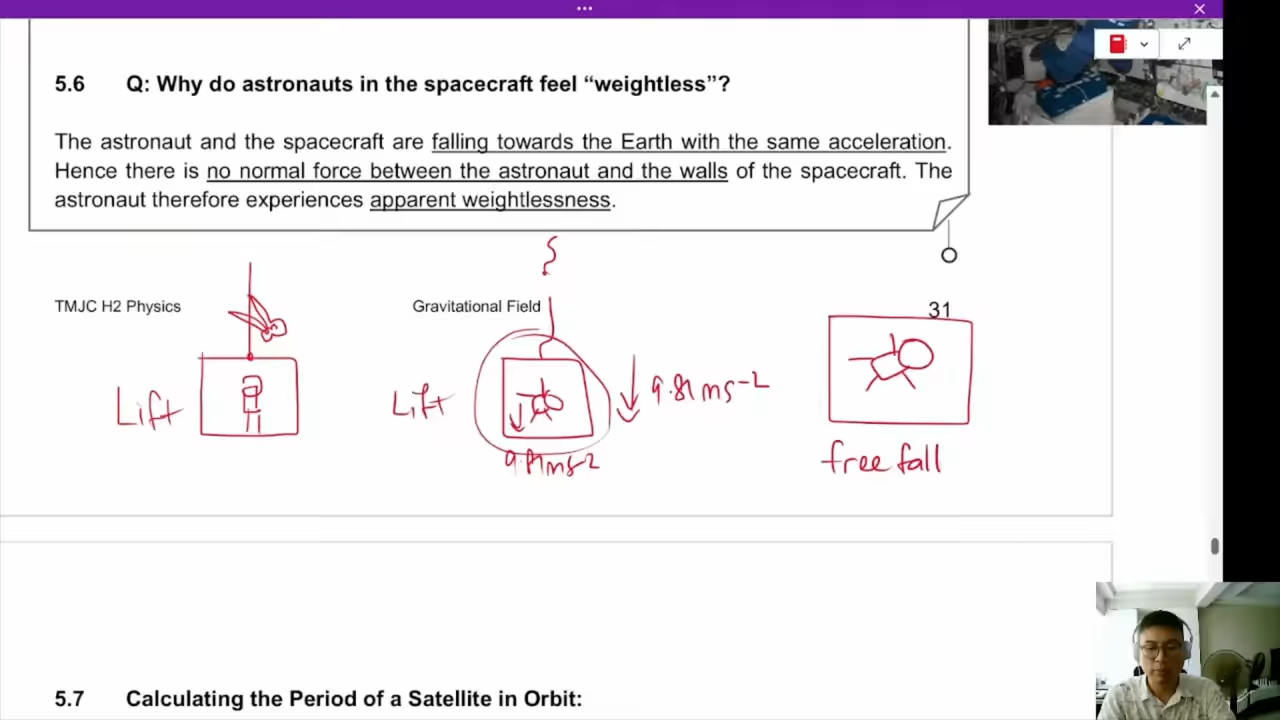 5.6 Q: Why do astronauts in the spacecraft feel “weightless”?
The astronaut and the spacecraft are falling towards the Earth with the same acceleration.
Hence there is no normal force between the astronaut and the walls of the spacecraft. The
astronaut therefore experiences apparent weightlessness.
TMJC H2 Physics
Gravitational Field
31
Lift
Lift
9.81ms-2
9.81ms-2
free fall
5.7 Calculating the Period of a Satellite in Orbit: